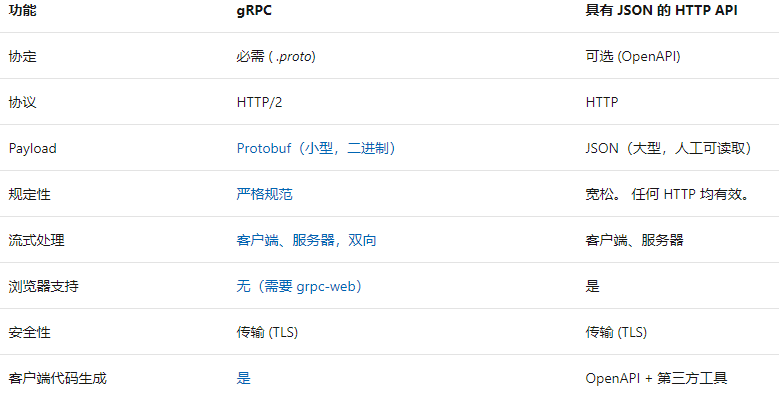 功能 gRPC 具有 JSON 的 HTTP API
协定 必需 ( .proto) 可选 (OpenAPI)
协议 HTTP/2 HTTP
Payload Protobuf（小型，二进制） JSON（大型，人工可读取）
规定性 严格规范 宽松。 任何 HTTP 均有效。
流式处理 客户端、服务器，双向 客户端、服务器
浏览器支持 无（需要 grpc-web） 是
安全性 传输 (TLS) 传输 (TLS)
客户端代码生成 是 OpenAPI + 第三方工具